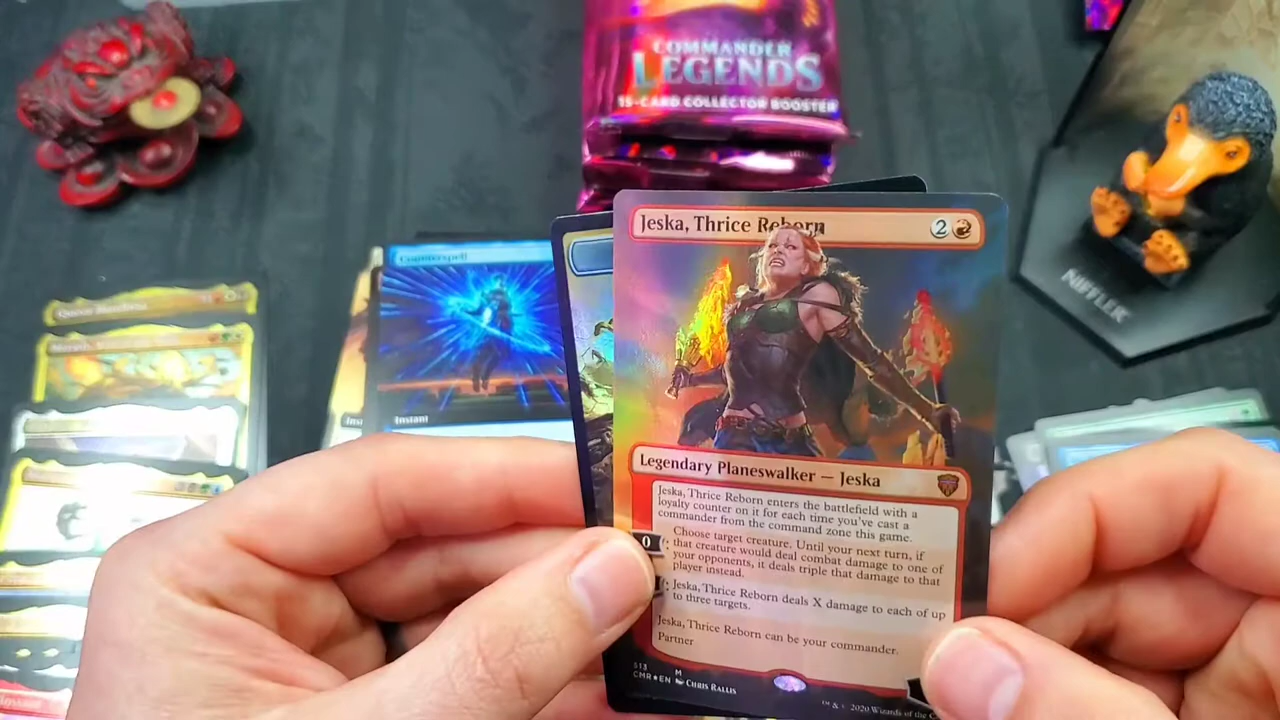 COMMANDER
LEGENDS
15-CARD COLLECTOR BOOSTER
NIFFLER
Counterspell
Instant
Jeska, Thrice Reborn
2
Legendary Planeswalker — Jeska
Jeska, Thrice Reborn enters the battlefield with a
loyalty counter on it for each time you've cast a
commander from the command zone this game.
0
: Choose target creature. Until your next turn, if
that creature would deal combat damage to one of
your opponents, it deals triple that damage to that
player instead.
: Jeska, Thrice Reborn deals X damage to each of up
to three targets.
Jeska, Thrice Reborn can be your commander.
Partner
513 M
CMR★EN Chris Rallis
™ & © 2020 Wizards of the C